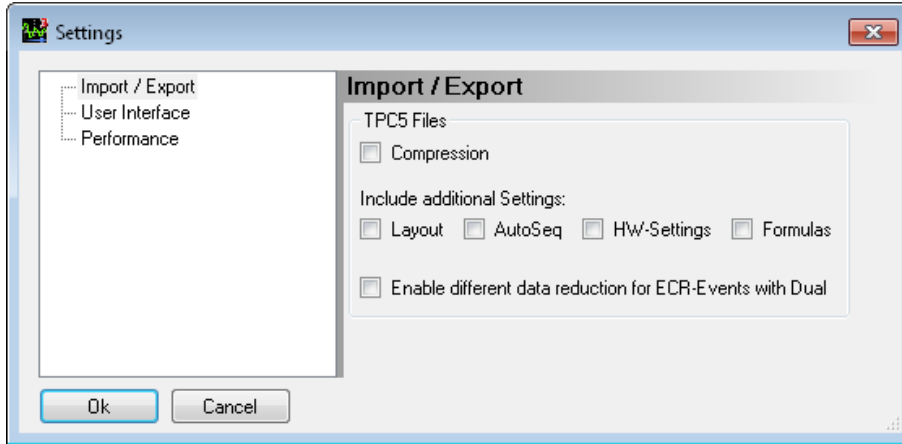 Settings
Import / Export
User Interface
Performance
Import / Export
TPC5 Files
Compression
Include additional Settings:
Layout AutoSeq HW-Settings Formulas
Enable different data reduction for ECR-Events with Dual
Ok Cancel